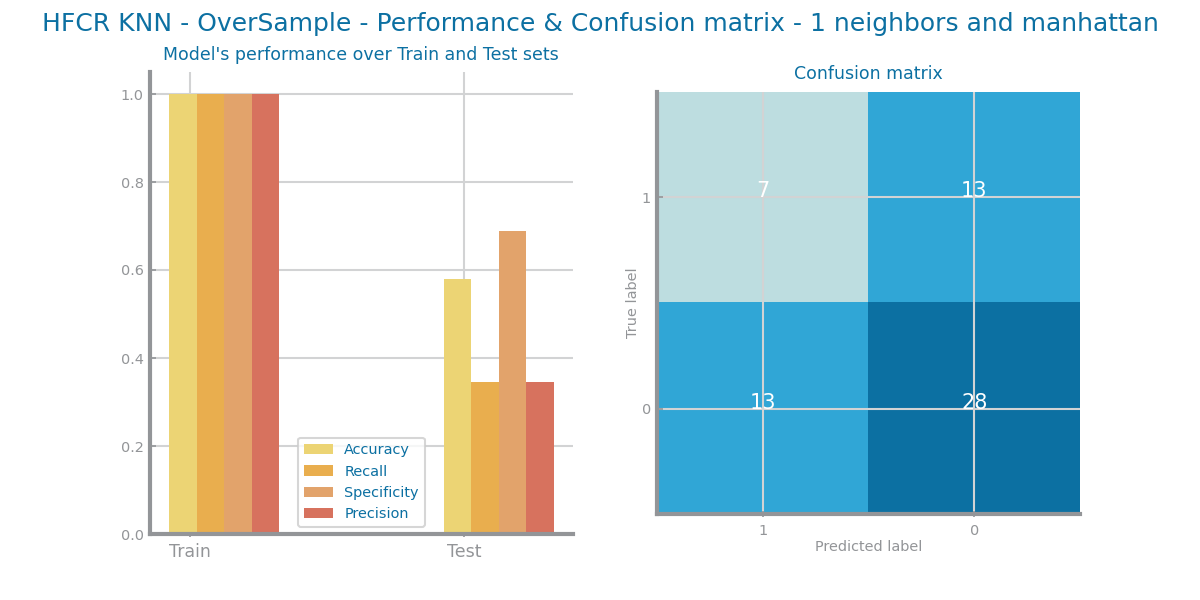 HFCR KNN - OverSample - Performance & Confusion matrix - 1 neighbors and manhattan
Model's performance over Train and Test sets
1.0
0.8
0.6
0.4
0.2
0.0
Train
Test
Accuracy
Recall
Specificity
Precision
Confusion matrix
True label
1
0
7
13
13
28
1
0
Predicted label